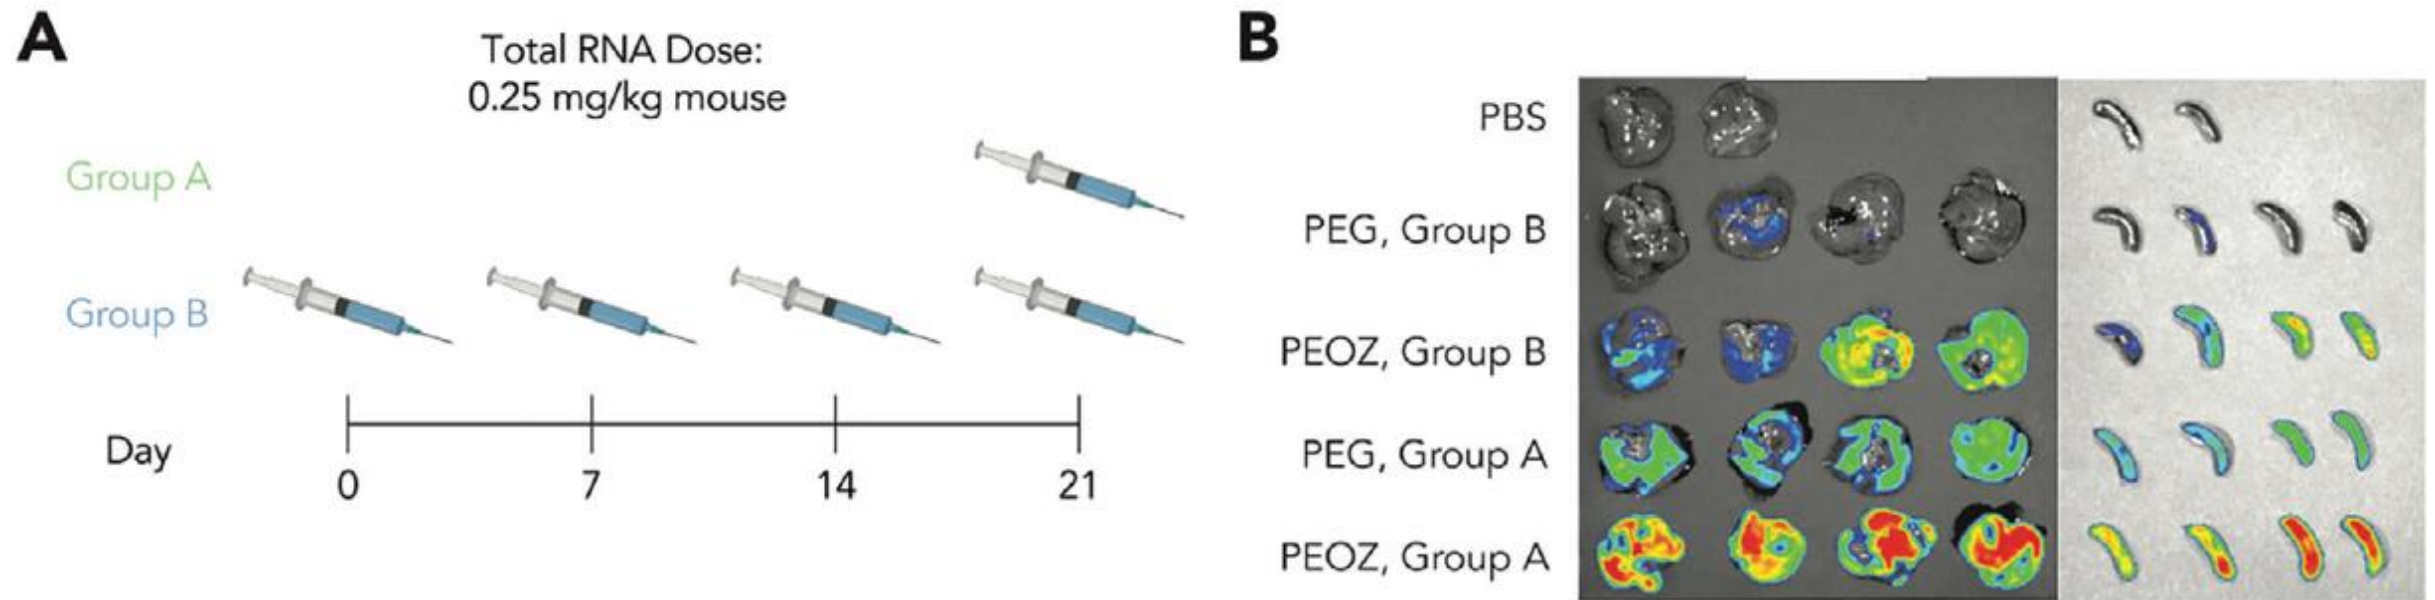 A
Total RNA Dose:
0.25 mg/kg mouse
Group A
Group B
Day
0 7 14 21
B
PBS
PEG, Group B
PEOZ, Group B
PEG, Group A
PEOZ, Group A